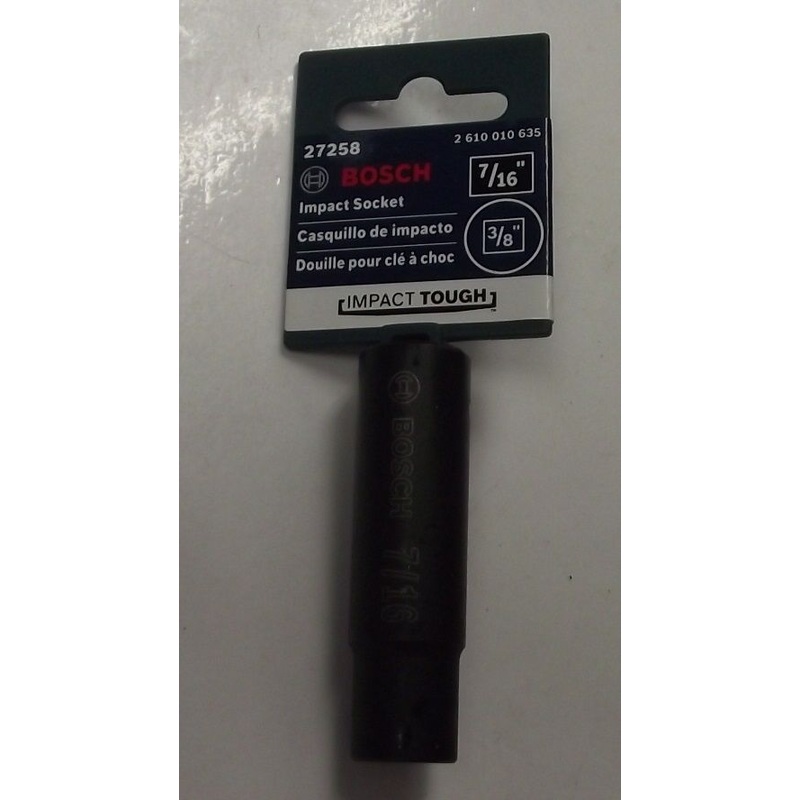 27258
2 610 010 635
BOSCH
7/16"
Impact Socket
Casquillo de impacto
3/8"
Douille pour clé à choc
IMPACT TOUGH™
BOSCH 7/16